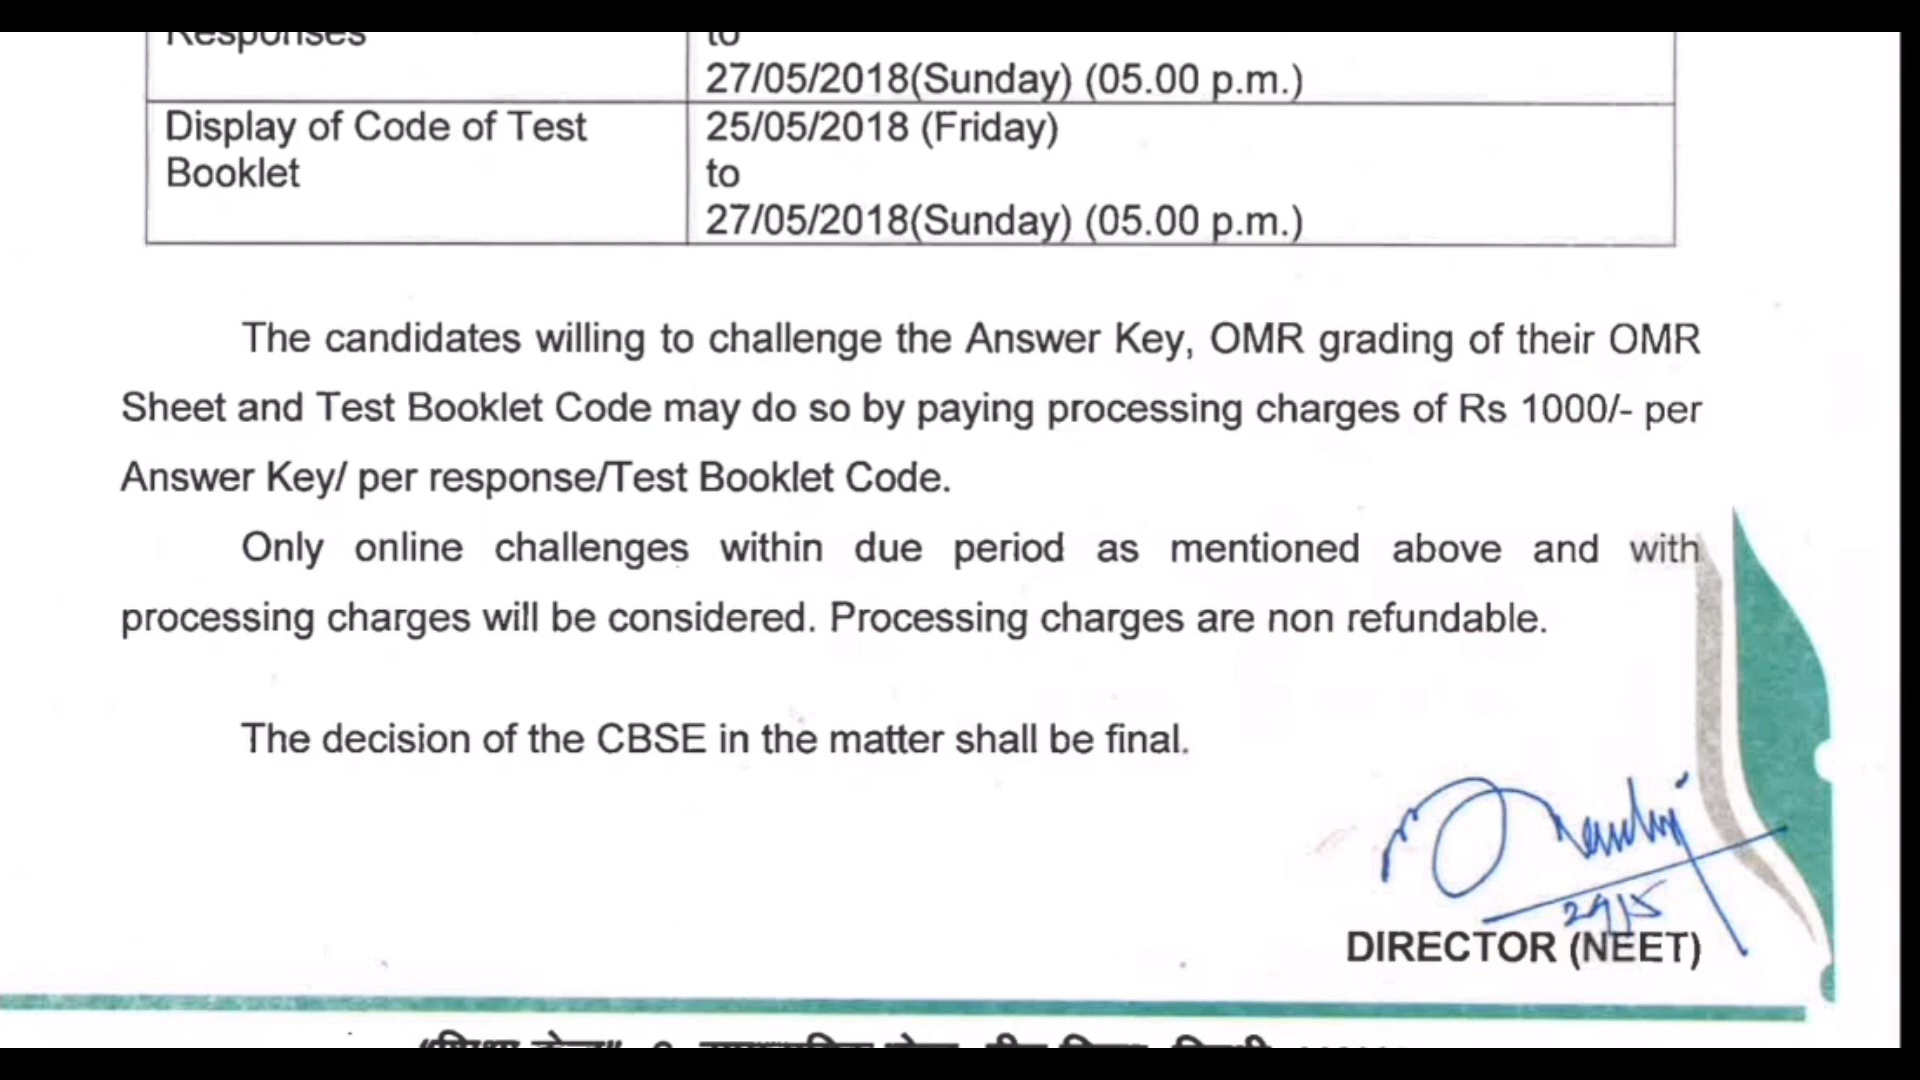 Responses
to
27/05/2018(Sunday) (05.00 p.m.)
Display of Code of Test
Booklet
25/05/2018 (Friday)
to
27/05/2018(Sunday) (05.00 p.m.)
The candidates willing to challenge the Answer Key, OMR grading of their OMR
Sheet and Test Booklet Code may do so by paying processing charges of Rs 1000/- per
Answer Key/ per response/Test Booklet Code.
Only online challenges within due period as mentioned above and with
processing charges will be considered. Processing charges are non refundable.
The decision of the CBSE in the matter shall be final.
DIRECTOR (NEET)